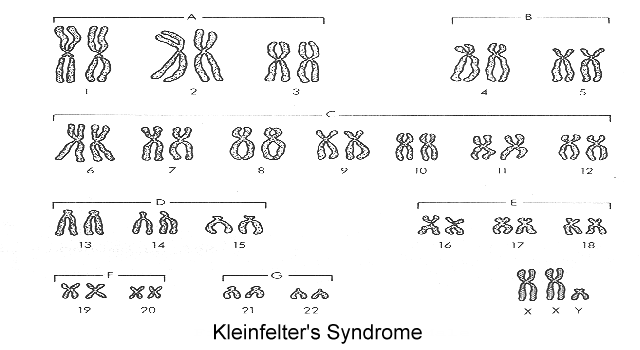 A B
1 2 3 4 5
C
6 7 8 9 10 11 12
D E
13 14 15 16 17 18
F G
19 20 21 22 X X Y
Kleinfelter's Syndrome